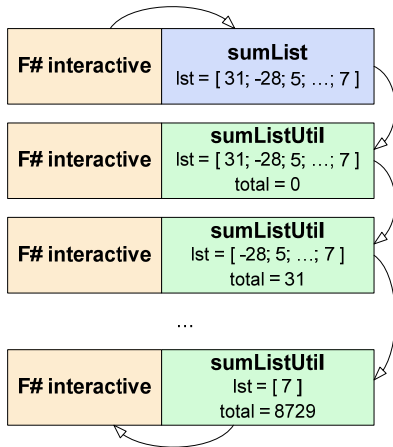 F# interactive
sumList
lst = [ 31; -28; 5; …; 7 ]
F# interactive
sumListUtil
lst = [ 31; -28; 5; …; 7 ]
total = 0
F# interactive
sumListUtil
lst = [ -28; 5; …; 7 ]
total = 31
…
F# interactive
sumListUtil
lst = [ 7 ]
total = 8729